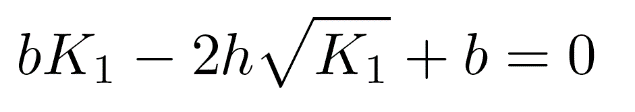 $bK_1 - 2h\sqrt{K_1} + b = 0$